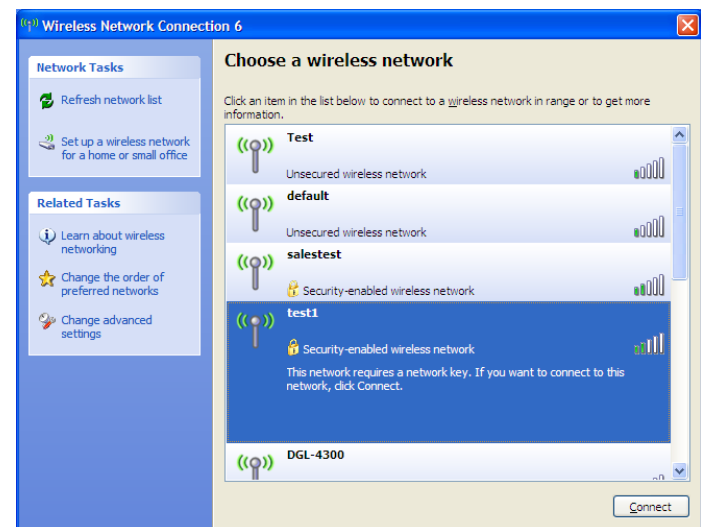 Wireless Network Connection 6
Network Tasks
Refresh network list
Set up a wireless network
for a home or small office
Related Tasks
Learn about wireless
networking
Change the order of
preferred networks
Change advanced
settings
Choose a wireless network
Click an item in the list below to connect to a wireless network in range or to get more
information.
Test
Unsecured wireless network
default
Unsecured wireless network
salestest
Security-enabled wireless network
test1
Security-enabled wireless network
This network requires a network key. If you want to connect to this
network, click Connect.
DGL-4300
Connect